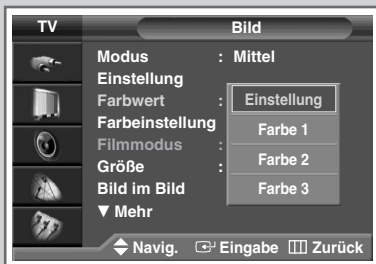 TV Bild
Modus : Mittel
Einstellung
Farbwert :
Farbeinstellung
Filmmodus :
Größe :
Bild im Bild
▼ Mehr
Einstellung
Farbe 1
Farbe 2
Farbe 3
Navig. Eingabe Zurück